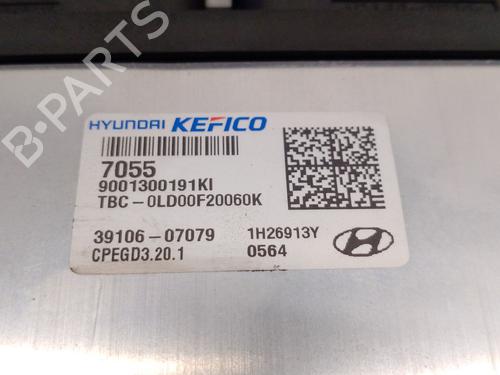 HYUNDAI KEFICO
7055
9001300191KI
TBC-0LD00F20060K
39106-07079 1H26913Y
CPEGD3.20.1 0564
B-PARTS